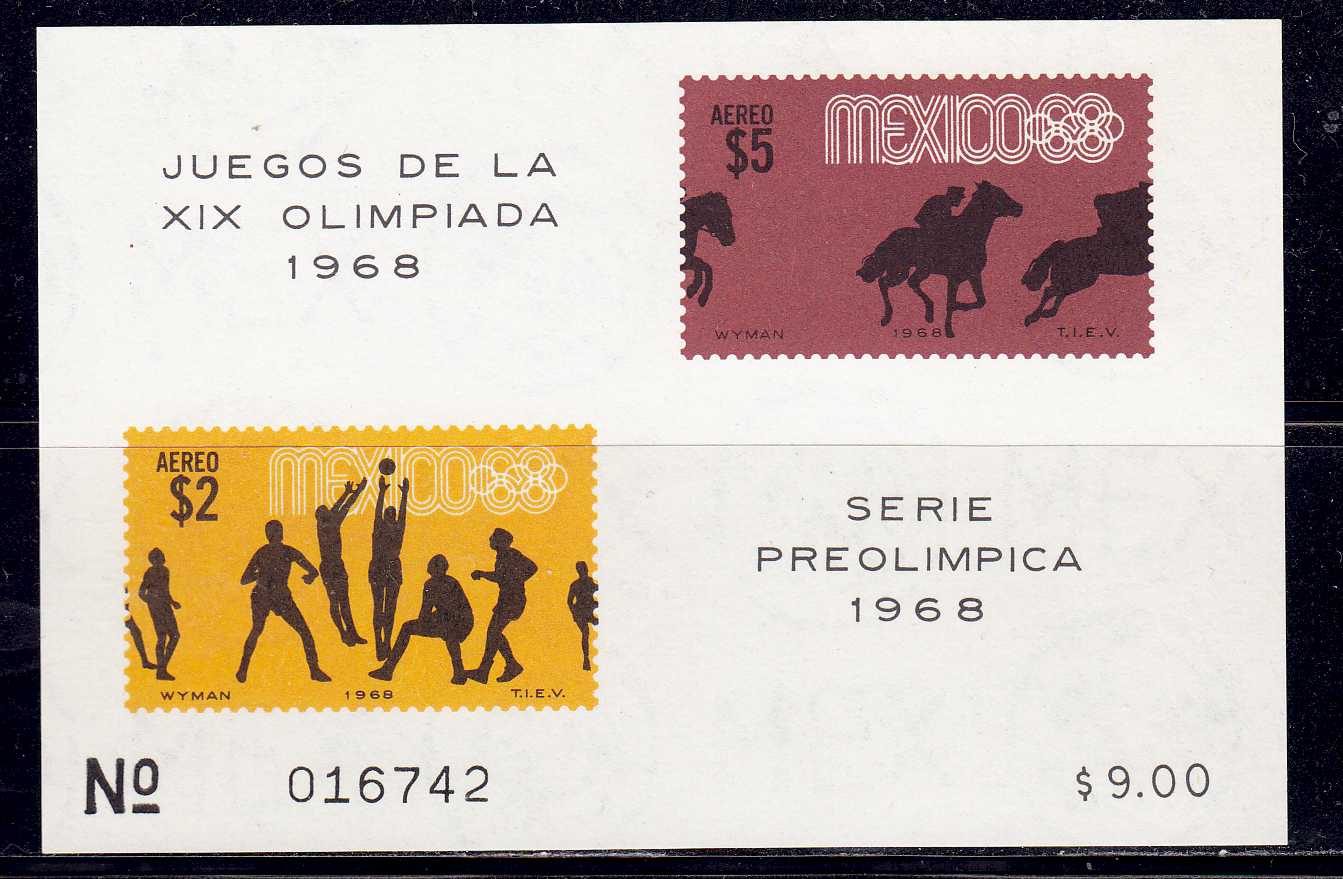 JUEGOS DE LA
XIX OLIMPIADA
1968
AEREO
$5
MEXICO68
WYMAN 1968 T.I.E.V.
AEREO
$2
MEXICO68
WYMAN 1968 T.I.E.V.
SERIE
PREOLIMPICA
1968
Nº 016742
$9.00